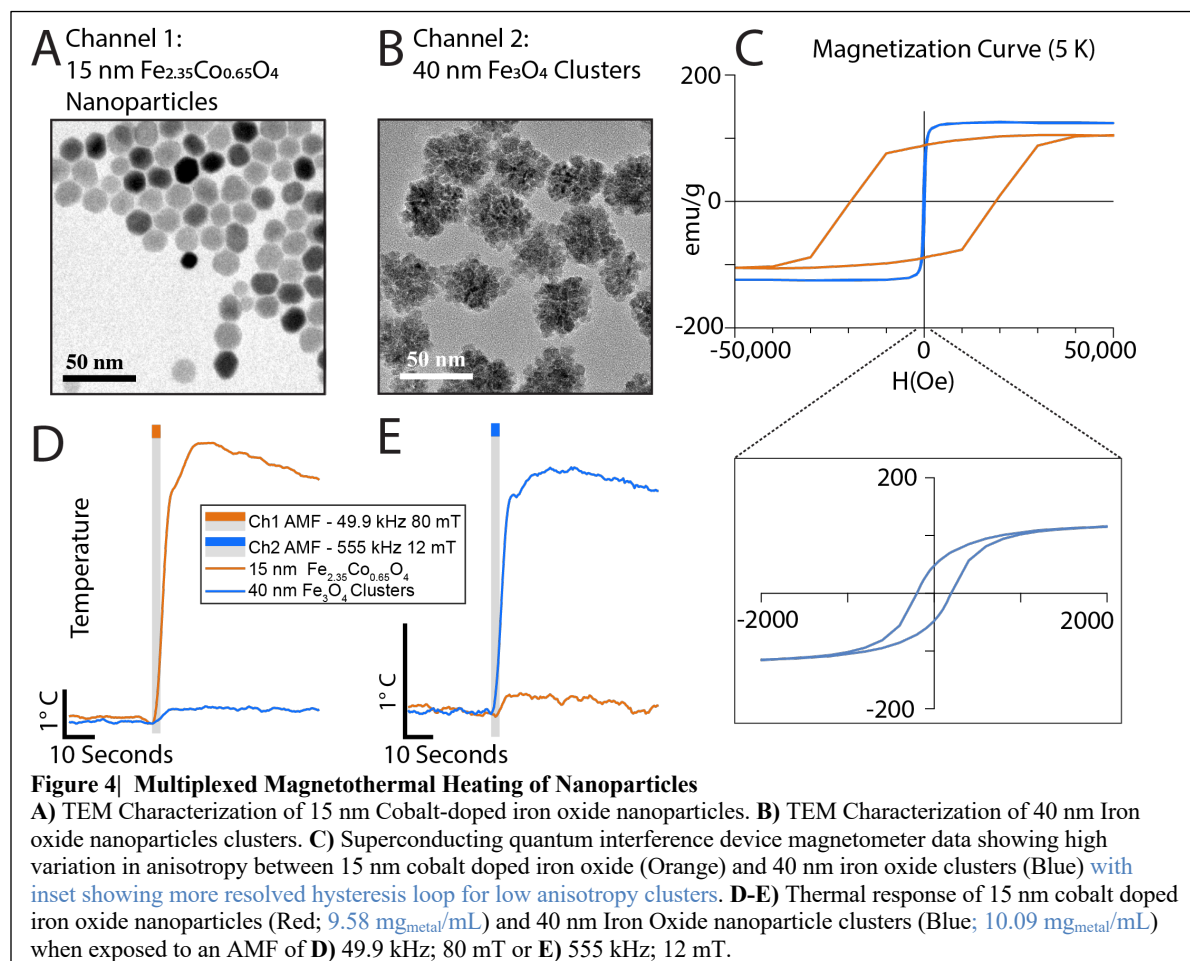 A Channel 1:
15 nm Fe2.35Co0.65O4
Nanoparticles
50 nm
B Channel 2:
40 nm Fe3O4 Clusters
50 nm
C Magnetization Curve (5 K)
200
0
-200
emu/g
-50,000 0 50,000
H(Oe)
200
-2000 2000
-200
D
Temperature
1° C
10 Seconds
Ch1 AMF - 49.9 kHz 80 mT
Ch2 AMF - 555 kHz 12 mT
15 nm Fe2.35Co0.65O4
40 nm Fe3O4 Clusters
E
1° C
10 Seconds
Figure 4| Multiplexed Magnetothermal Heating of Nanoparticles
A) TEM Characterization of 15 nm Cobalt-doped iron oxide nanoparticles. B) TEM Characterization of 40 nm Iron
oxide nanoparticles clusters. C) Superconducting quantum interference device magnetometer data showing high
variation in anisotropy between 15 nm cobalt doped iron oxide (Orange) and 40 nm iron oxide clusters (Blue) with
inset showing more resolved hysteresis loop for low anisotropy clusters. D-E) Thermal response of 15 nm cobalt doped
iron oxide nanoparticles (Red; 9.58 mgmetal/mL) and 40 nm Iron Oxide nanoparticle clusters (Blue; 10.09 mgmetal/mL)
when exposed to an AMF of D) 49.9 kHz; 80 mT or E) 555 kHz; 12 mT.